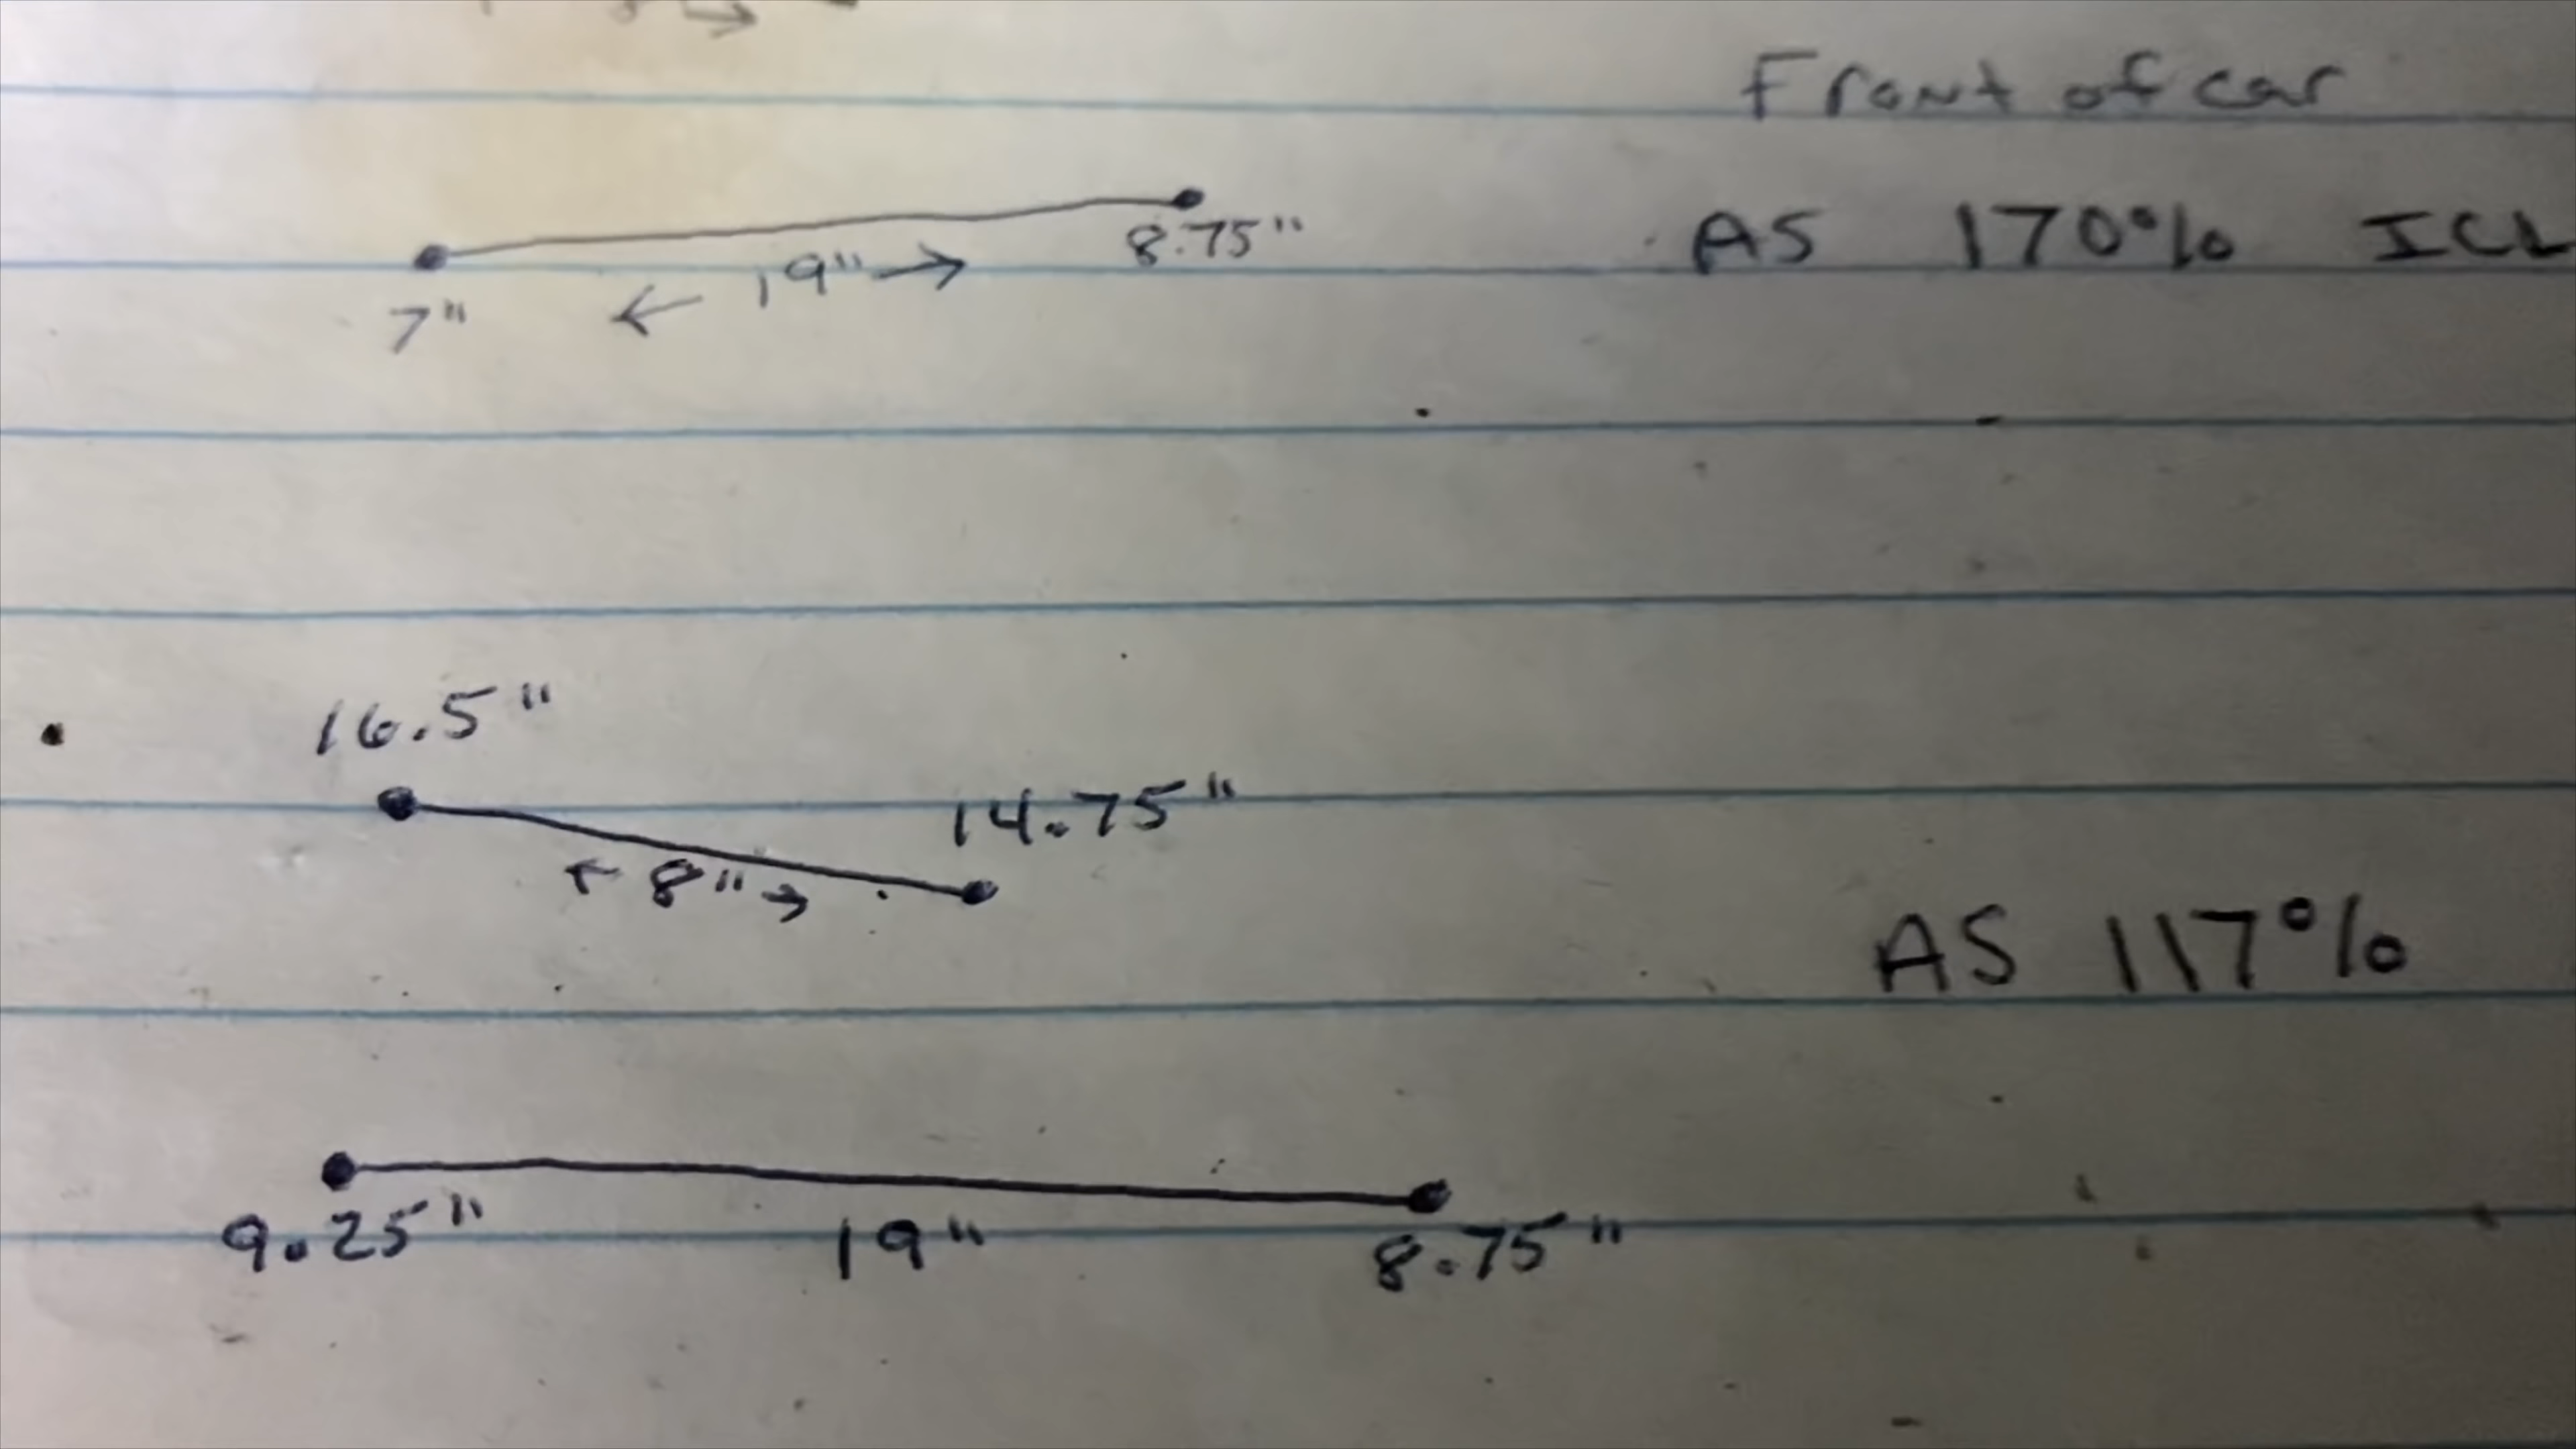 Front of car
8.75"
AS 170% ICL
19"
7"
16.5"
14.75"
8"
AS 117%
9.25" 19" 8.75"